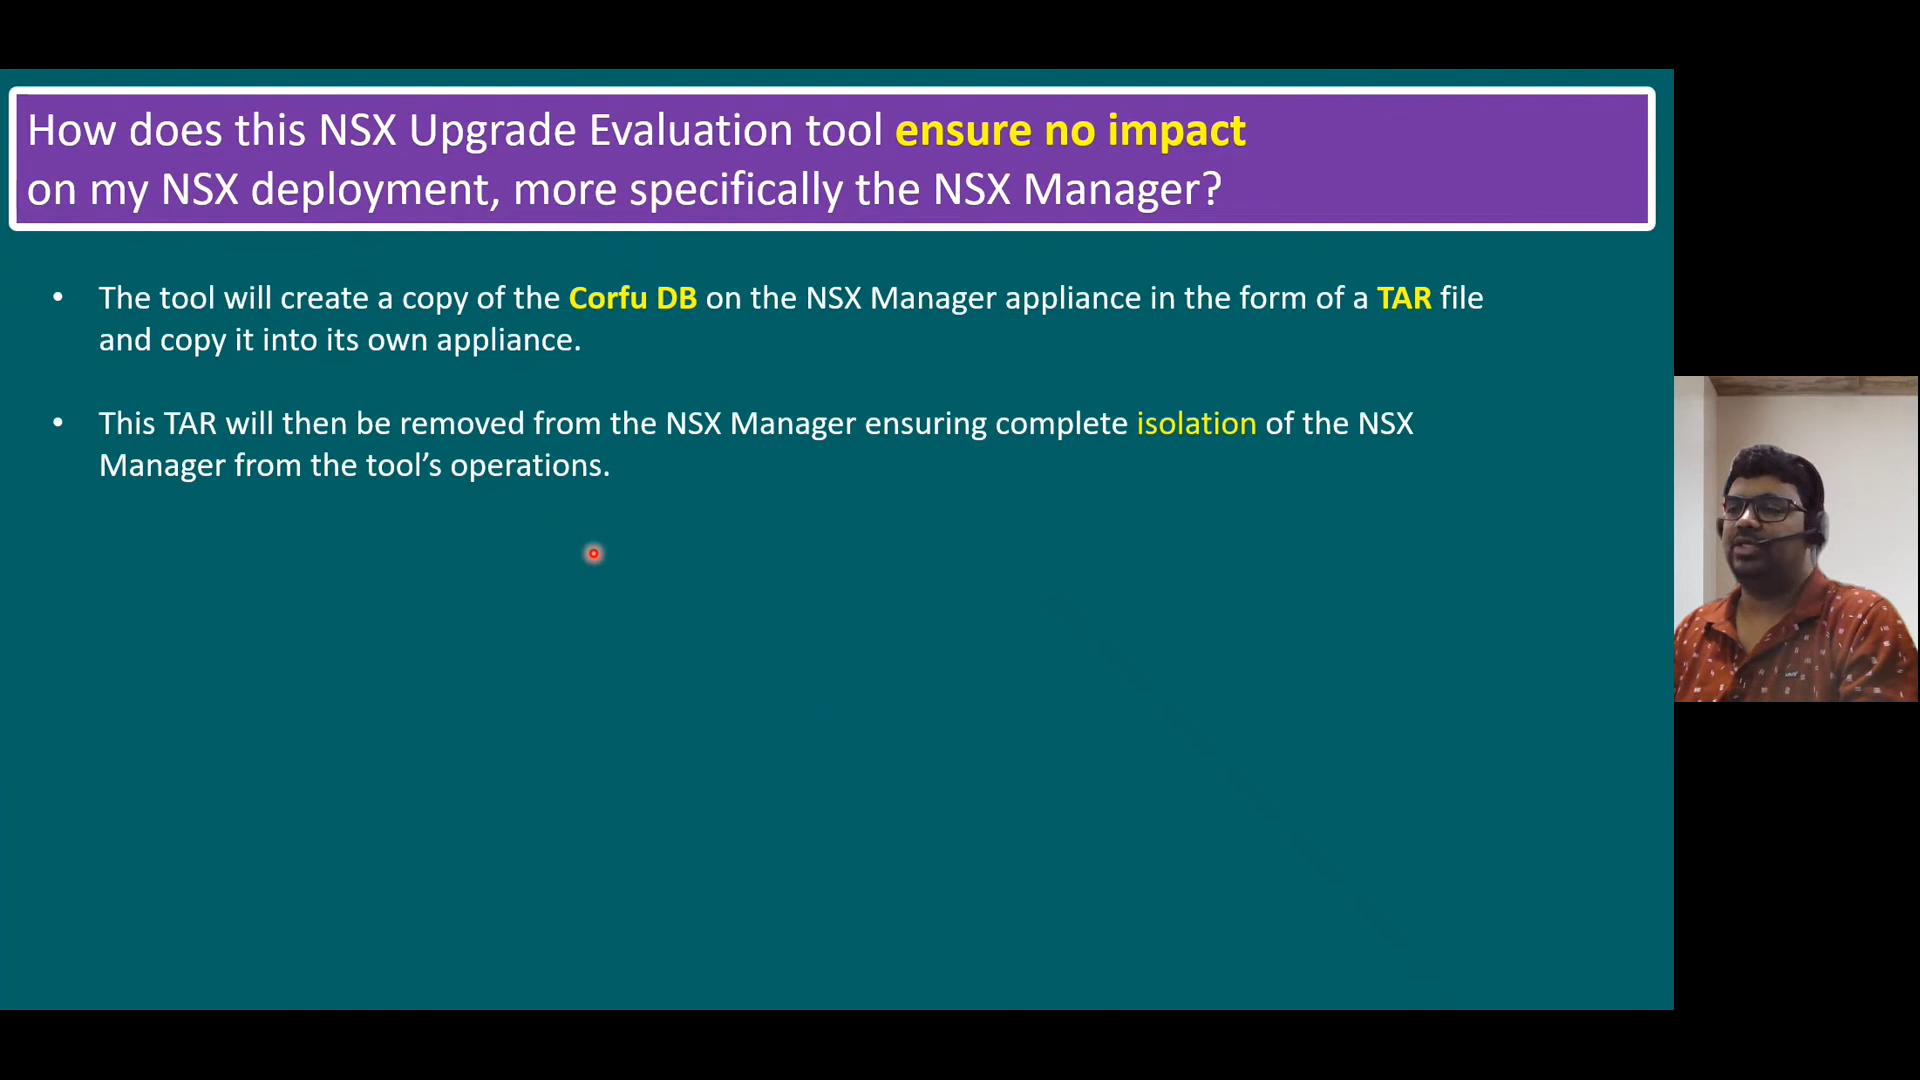 How does this NSX Upgrade Evaluation tool ensure no impact
on my NSX deployment, more specifically the NSX Manager?
• The tool will create a copy of the Corfu DB on the NSX Manager appliance in the form of a TAR file
and copy it into its own appliance.
• This TAR will then be removed from the NSX Manager ensuring complete isolation of the NSX
Manager from the tool’s operations.